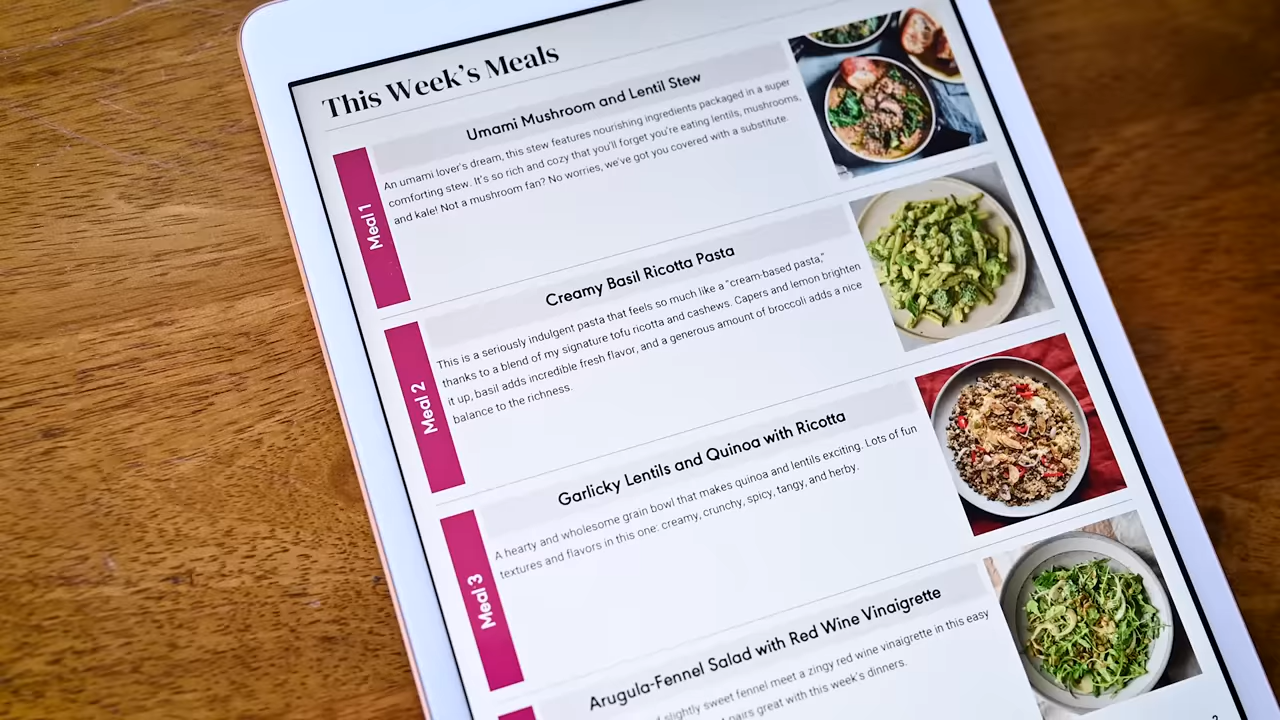 This Week's Meals
Umami Mushroom and Lentil Stew
An umami lover's dream, this stew features nourishing ingredients packaged in a super
comforting stew. It's so rich and cozy that you'll forget you're eating lentils, mushrooms,
and kale! Not a mushroom fan? No worries, we've got you covered with a substitute.
Meal 1
Creamy Basil Ricotta Pasta
This is a seriously indulgent pasta that feels so much like a "cream-based pasta,"
thanks to a blend of my signature tofu ricotta and cashews. Capers and lemon brighten
it up, basil adds incredible fresh flavor, and a generous amount of broccoli adds a nice
balance to the richness.
Meal 2
Garlicky Lentils and Quinoa with Ricotta
A hearty and wholesome grain bowl that makes quinoa and lentils exciting. Lots of fun
textures and flavors in this one: creamy, crunchy, spicy, tangy, and herby.
Meal 3
Arugula-Fennel Salad with Red Wine Vinaigrette
slightly sweet fennel meet a zingy red wine vinaigrette in this easy
pairs great with this week's dinners.